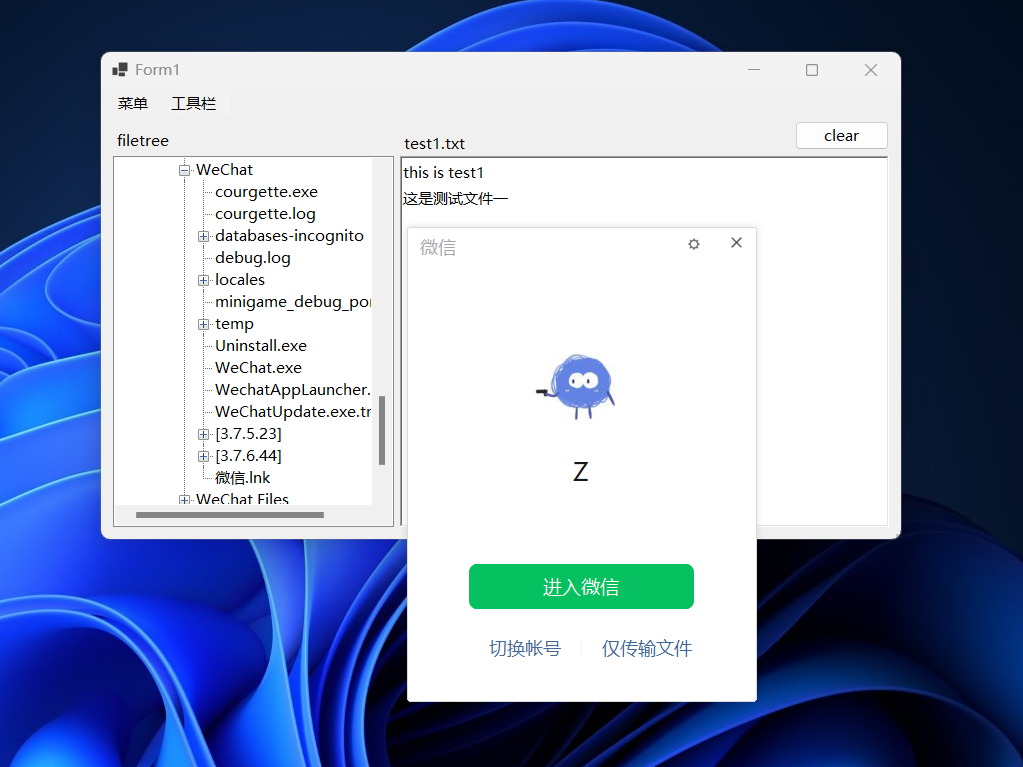 Form1
菜单 工具栏
filetree
test1.txt
clear
WeChat
courgette.exe
courgette.log
databases-incognito
debug.log
locales
minigame_debug_por
temp
Uninstall.exe
WeChat.exe
WechatAppLauncher.
WeChatUpdate.exe.tr
[3.7.5.23]
[3.7.6.44]
微信.lnk
WeChat Files
this is test1
这是测试文件一
微信
Z
进入微信
切换帐号 仅传输文件